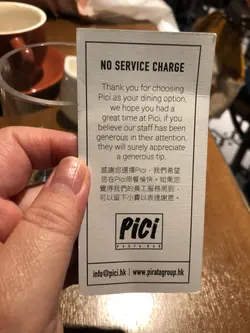 NO SERVICE CHARGE
Thank you for choosing
Pici as your dining option,
we hope you had a
great time at Pici, if you
believe our staff has been
generous in their attention,
they will surely appreciate
a generous tip.
感謝您選擇Pici，我們希望
您在Pici用餐愉快。如果您
覺得我們的員工服務周到，
可以留下小費以表達謝意。
PiCi
PASTA BAR
info@pici.hk | www.piratagroup.hk